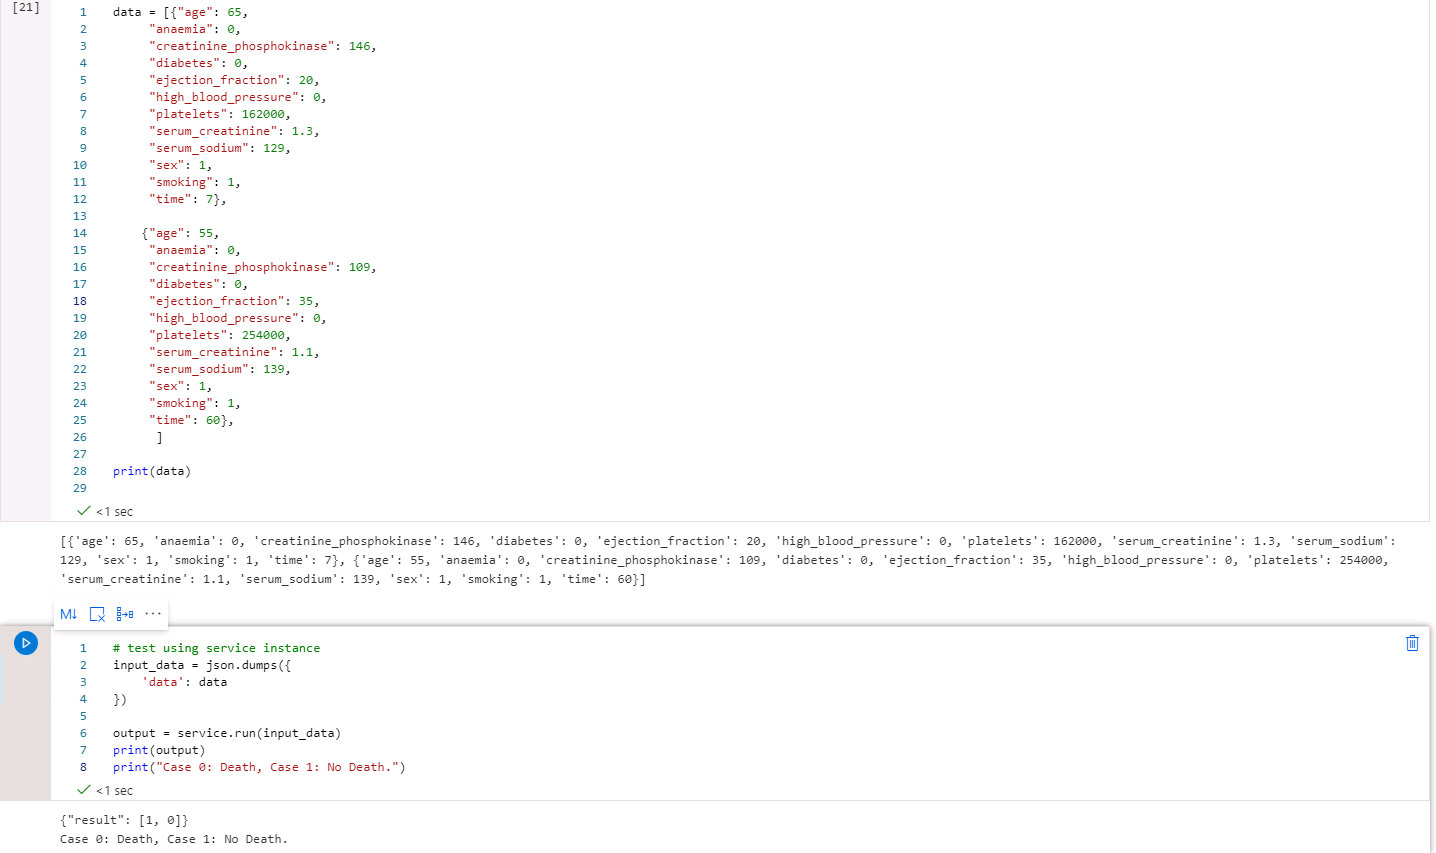 [21]
1 data = [{"age": 65,
2 "anaemia": 0,
3 "creatinine_phosphokinase": 146,
4 "diabetes": 0,
5 "ejection_fraction": 20,
6 "high_blood_pressure": 0,
7 "platelets": 162000,
8 "serum_creatinine": 1.3,
9 "serum_sodium": 129,
10 "sex": 1,
11 "smoking": 1,
12 "time": 7},
13
14 {"age": 55,
15 "anaemia": 0,
16 "creatinine_phosphokinase": 109,
17 "diabetes": 0,
18 "ejection_fraction": 35,
19 "high_blood_pressure": 0,
20 "platelets": 254000,
21 "serum_creatinine": 1.1,
22 "serum_sodium": 139,
23 "sex": 1,
24 "smoking": 1,
25 "time": 60},
26 ]
27
28 print(data)
29
<1 sec
[{'age': 65, 'anaemia': 0, 'creatinine_phosphokinase': 146, 'diabetes': 0, 'ejection_fraction': 20, 'high_blood_pressure': 0, 'platelets': 162000, 'serum_creatinine': 1.3, 'serum_sodium':
129, 'sex': 1, 'smoking': 1, 'time': 7}, {'age': 55, 'anaemia': 0, 'creatinine_phosphokinase': 109, 'diabetes': 0, 'ejection_fraction': 35, 'high_blood_pressure': 0, 'platelets': 254000,
'serum_creatinine': 1.1, 'serum_sodium': 139, 'sex': 1, 'smoking': 1, 'time': 60}]
M↓ ···
1 # test using service instance
2 input_data = json.dumps({
3 'data': data
4 })
5
6 output = service.run(input_data)
7 print(output)
8 print("Case 0: Death, Case 1: No Death.")
<1 sec
{"result": [1, 0]}
Case 0: Death, Case 1: No Death.